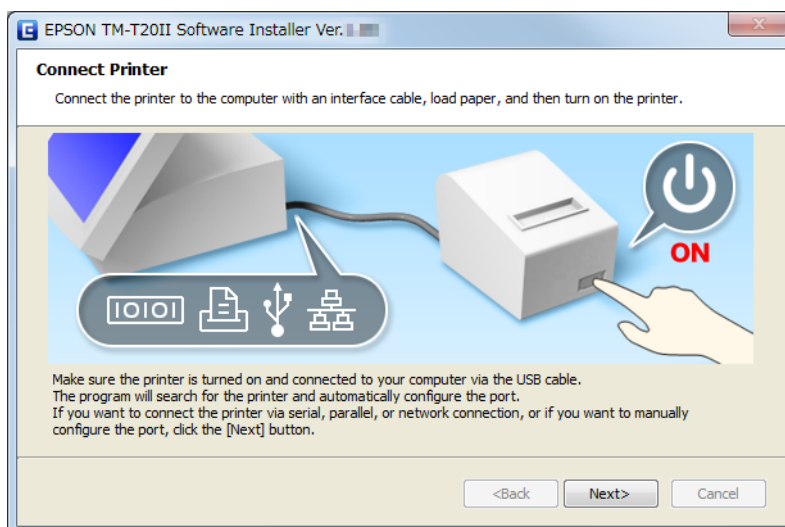 EPSON TM-T20II Software Installer Ver.
Connect Printer
Connect the printer to the computer with an interface cable, load paper, and then turn on the printer.
ON
IOIOI
Make sure the printer is turned on and connected to your computer via the USB cable.
The program will search for the printer and automatically configure the port.
If you want to connect the printer via serial, parallel, or network connection, or if you want to manually
configure the port, click the [Next] button.
<Back
Next>
Cancel